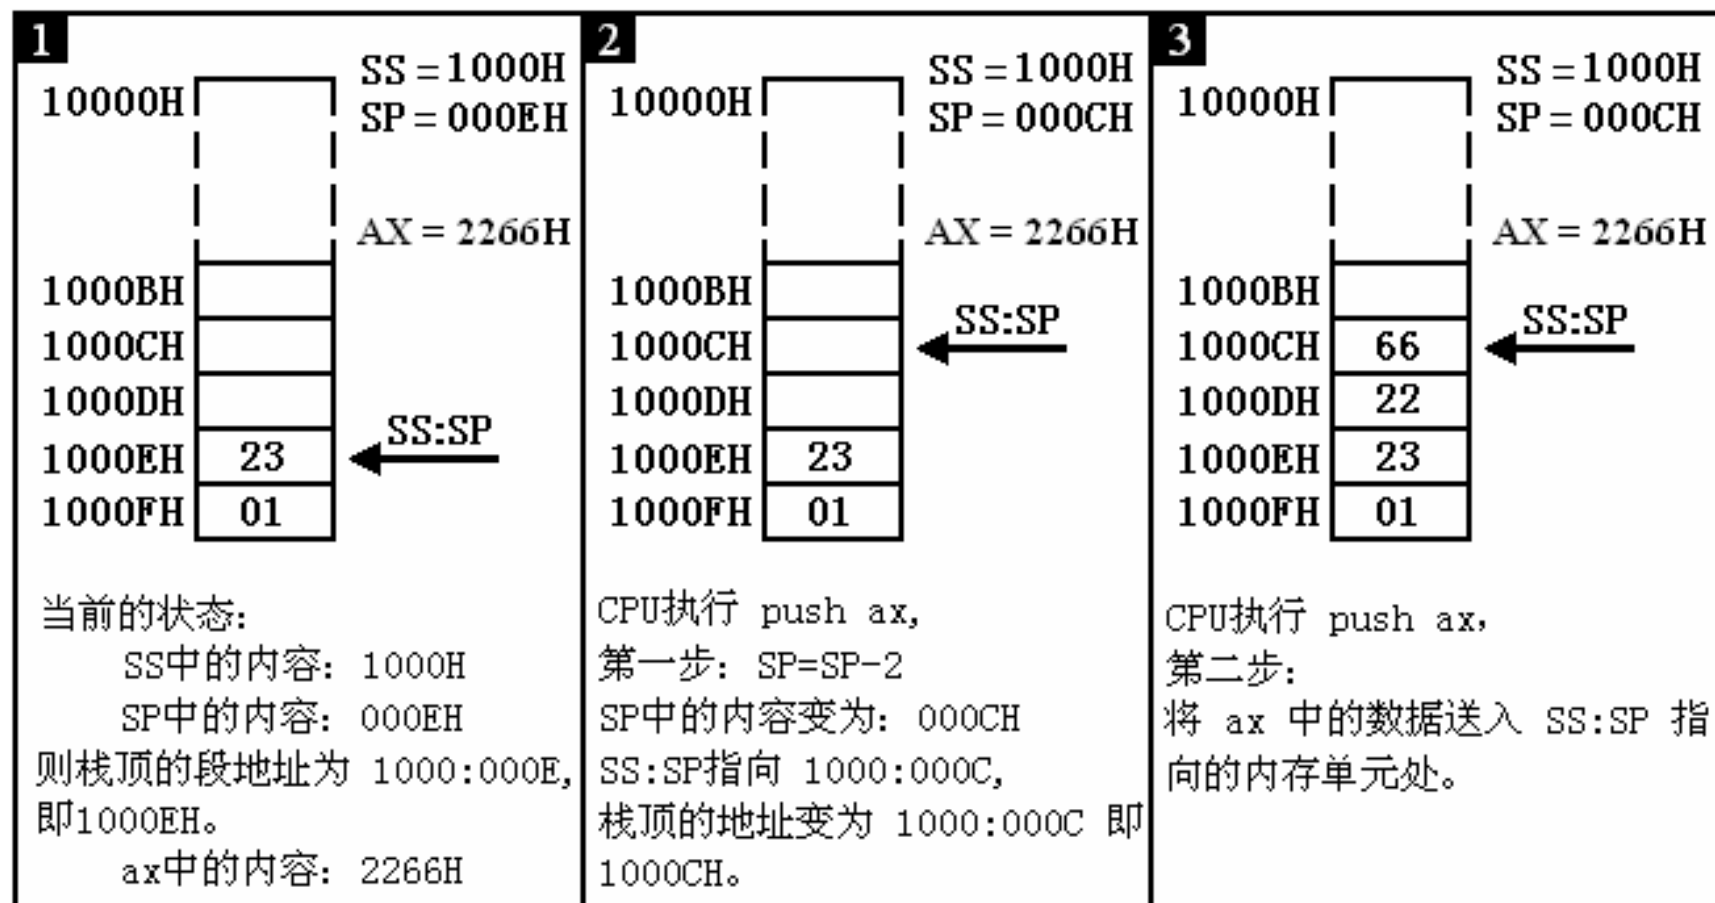 1
SS = 1000H
SP = 000EH
10000H
AX = 2266H
1000BH
1000CH
1000DH
SS:SP
1000EH 23
1000FH 01
当前的状态:
SS中的内容: 1000H
SP中的内容: 000EH
则栈顶的段地址为 1000:000E,
即1000EH。
ax中的内容: 2266H
2
SS = 1000H
SP = 000CH
10000H
AX = 2266H
1000BH
SS:SP
1000CH
1000DH
1000EH 23
1000FH 01
CPU执行 push ax,
第一步: SP=SP-2
SP中的内容变为: 000CH
SS:SP指向 1000:000C,
栈顶的地址变为 1000:000C 即
1000CH。
3
SS = 1000H
SP = 000CH
10000H
AX = 2266H
1000BH
SS:SP
1000CH 66
1000DH 22
1000EH 23
1000FH 01
CPU执行 push ax,
第二步:
将 ax 中的数据送入 SS:SP 指
向的内存单元处。